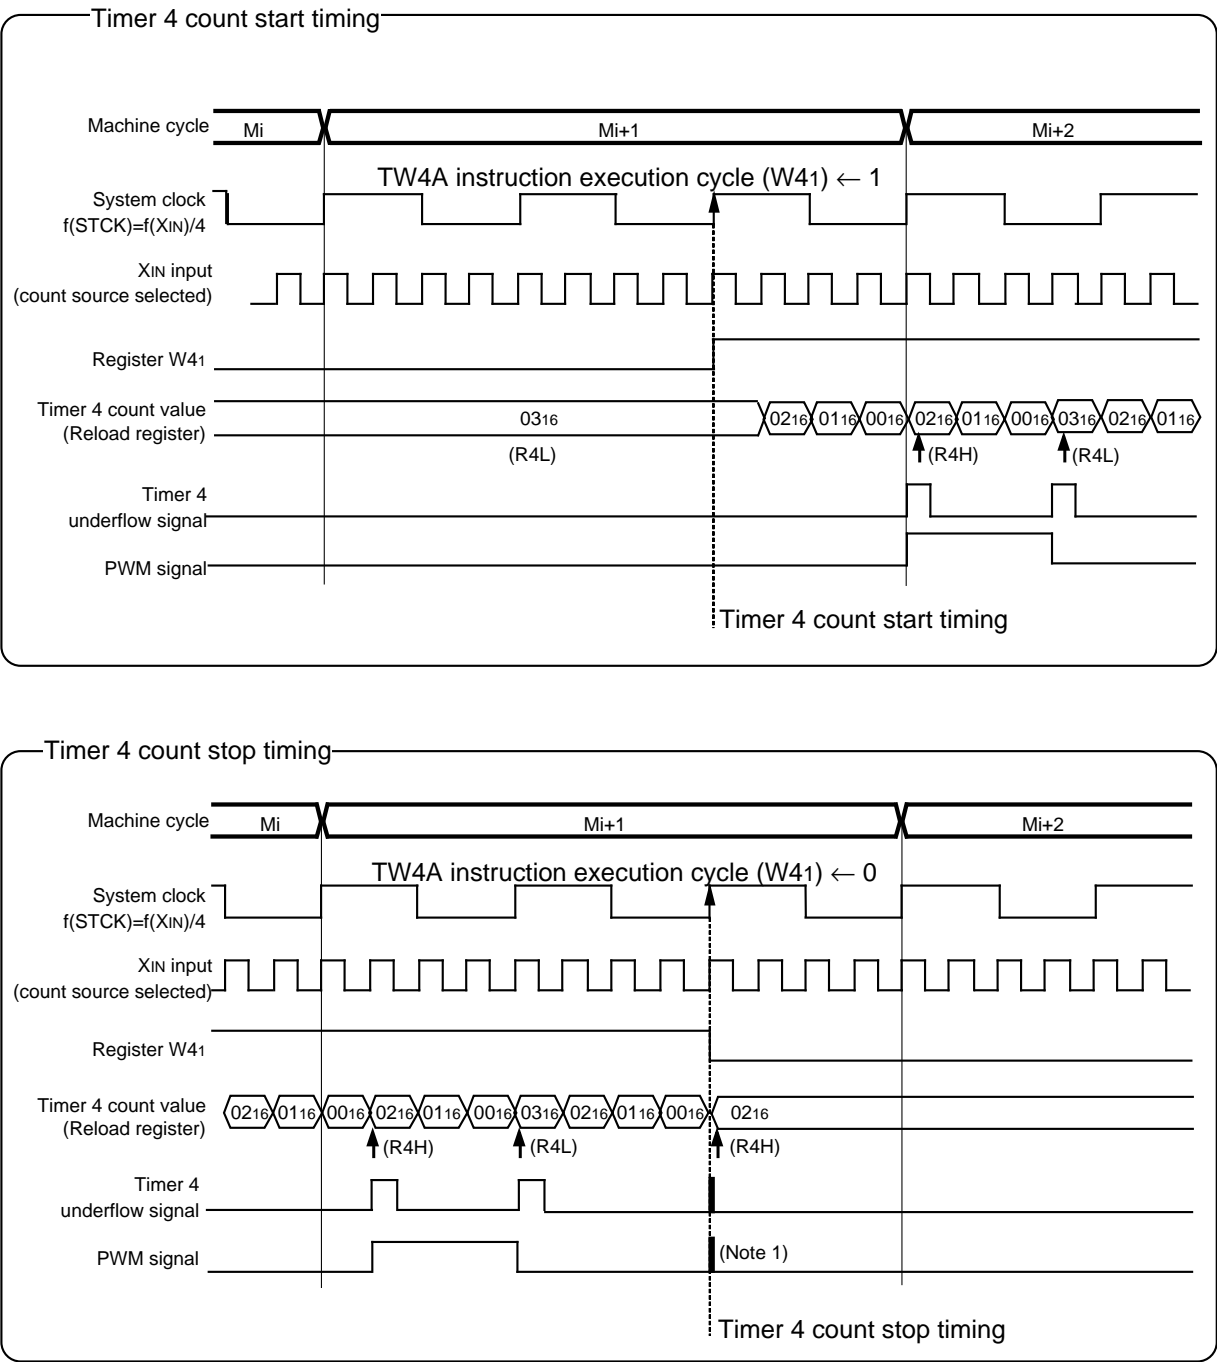 Timer 4 count start timing
Machine cycle Mi Mi+1 Mi+2
TW4A instruction execution cycle (W41) ← 1
System clock
f(STCK)=f(XIN)/4
XIN input
(count source selected)
Register W41
Timer 4 count value
(Reload register)
0316 0216 0116 0016 0216 0116 0016 0316 0216 0116
(R4L) (R4H) (R4L)
Timer 4
underflow signal
PWM signal
Timer 4 count start timing
Timer 4 count stop timing
Machine cycle Mi Mi+1 Mi+2
TW4A instruction execution cycle (W41) ← 0
System clock
f(STCK)=f(XIN)/4
XIN input
(count source selected)
Register W41
Timer 4 count value
(Reload register)
0216 0116 0016 0216 0116 0016 0316 0216 0116 0016 0216
(R4H) (R4L) (R4H)
Timer 4
underflow signal
PWM signal (Note 1)
Timer 4 count stop timing